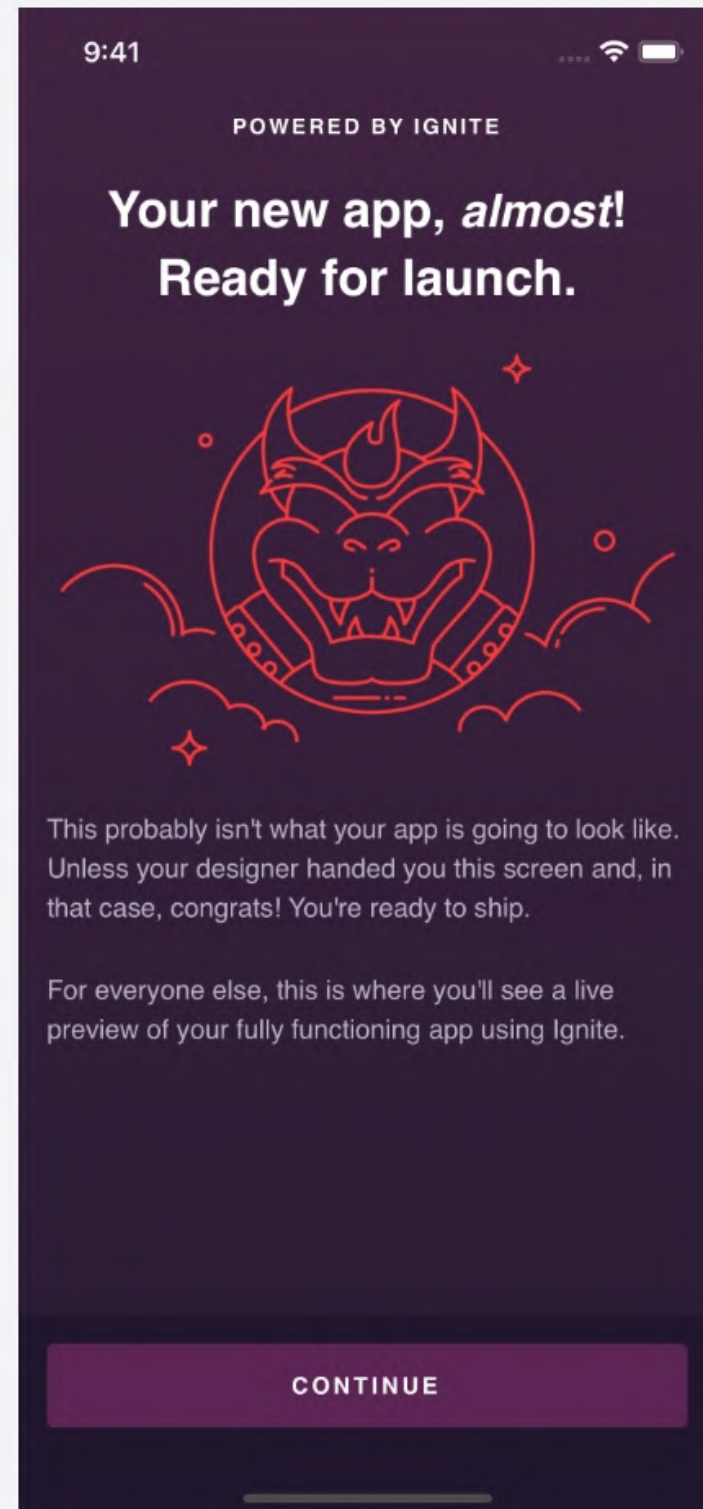 9:41
POWERED BY IGNITE
Your new app, almost!
Ready for launch.
This probably isn't what your app is going to look like.
Unless your designer handed you this screen and, in
that case, congrats! You're ready to ship.
For everyone else, this is where you'll see a live
preview of your fully functioning app using Ignite.
CONTINUE